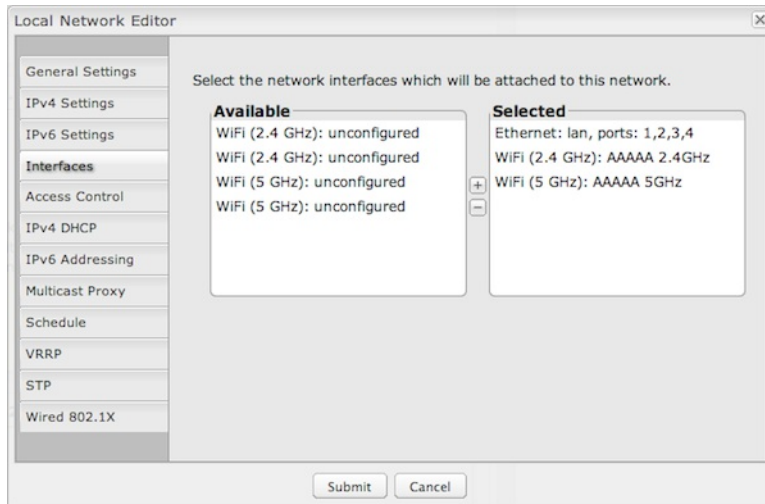 Local Network Editor
General Settings
IPv4 Settings
IPv6 Settings
Interfaces
Access Control
IPv4 DHCP
IPv6 Addressing
Multicast Proxy
Schedule
VRRP
STP
Wired 802.1X
Select the network interfaces which will be attached to this network.
Available
WiFi (2.4 GHz): unconfigured
WiFi (2.4 GHz): unconfigured
WiFi (5 GHz): unconfigured
WiFi (5 GHz): unconfigured
Selected
Ethernet: lan, ports: 1,2,3,4
WiFi (2.4 GHz): AAAAA 2.4GHz
WiFi (5 GHz): AAAAA 5GHz
Submit
Cancel